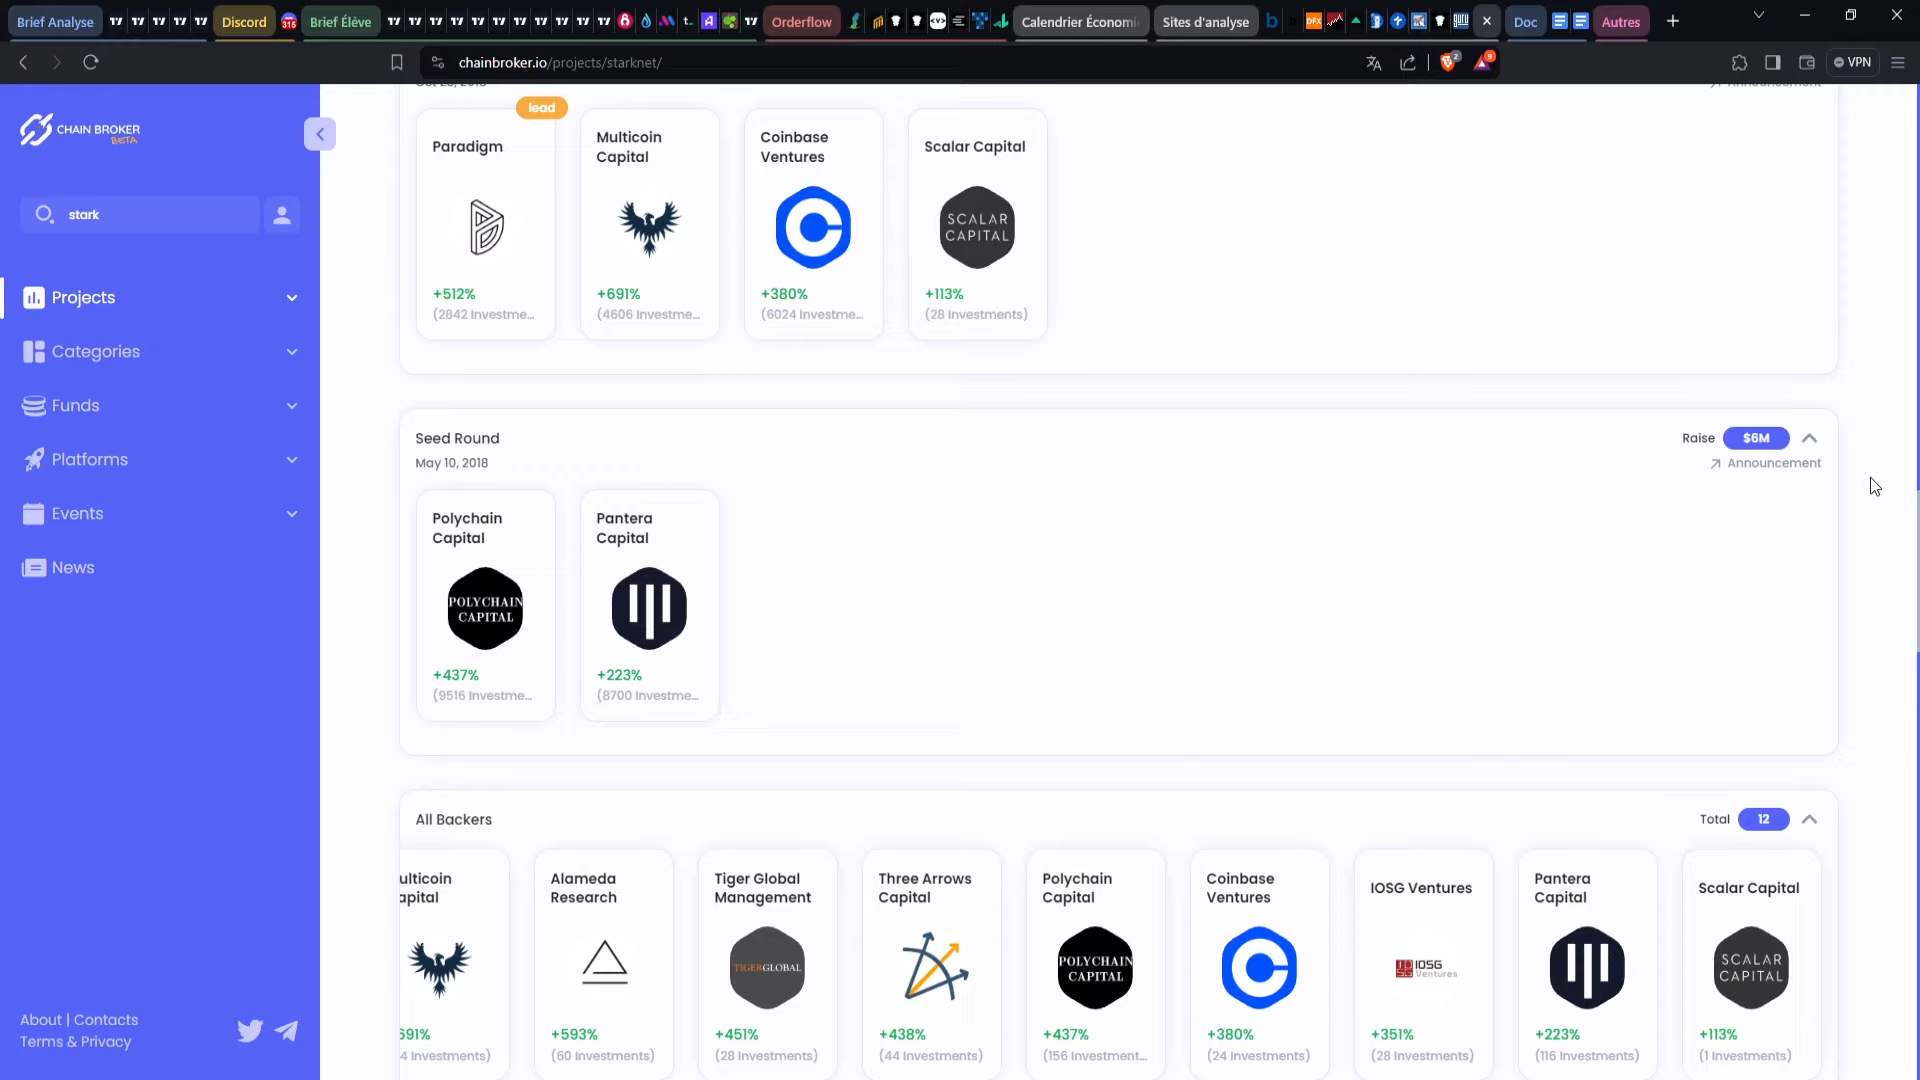 Brief Analyse
Discord
315
Brief Élève
Orderflow
Calendrier Économi
Sites d'analyse
DFX
Doc
Autres
chainbroker.io/projects/starknet/
2
9
VPN
CHAIN BROKER
BETA
stark
Projects
Categories
Funds
Platforms
Events
News
About | Contacts
Terms & Privacy
Announcement
lead
Paradigm
+512%
(2842 Investme...
Multicoin
Capital
+691%
(4606 Investme...
Coinbase
Ventures
+380%
(6024 Investme...
Scalar Capital
SCALAR
CAPITAL
+113%
(28 Investments)
Seed Round
May 10, 2018
Raise $6M
Announcement
Polychain
Capital
POLYCHAIN
CAPITAL
+437%
(9516 Investme...
Pantera
Capital
+223%
(8700 Investme...
All Backers
Total 12
ulticoin
apital
691%
4 Investments)
Alameda
Research
+593%
(60 Investments)
Tiger Global
Management
TIGERGLOBAL
+451%
(28 Investments)
Three Arrows
Capital
+438%
(44 Investments)
Polychain
Capital
POLYCHAIN
CAPITAL
+437%
(156 Investment...
Coinbase
Ventures
+380%
(24 Investments)
IOSG Ventures
IOSG
Ventures
+351%
(28 Investments)
Pantera
Capital
+223%
(116 Investments)
Scalar Capital
SCALAR
CAPITAL
+113%
(1 Investments)